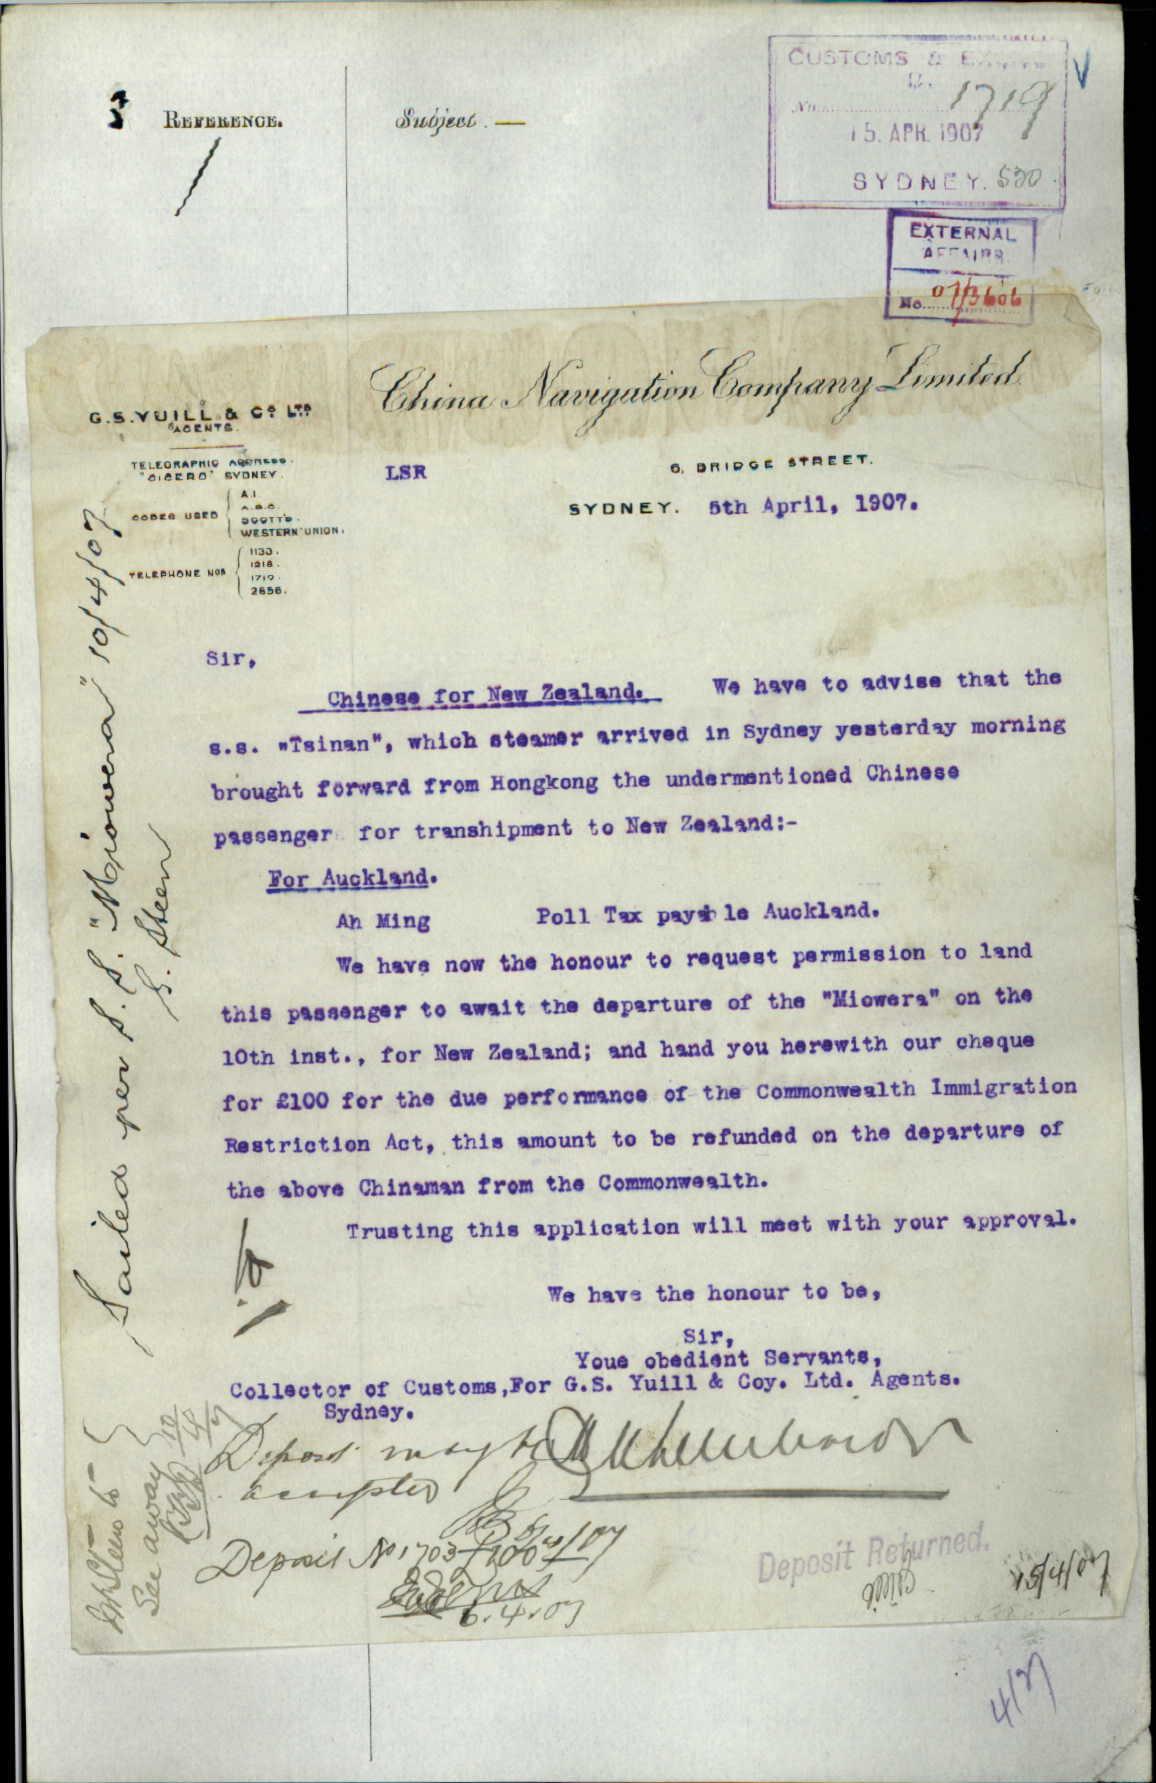 REFERENCE.
Subject. —
CUSTOMS &
No. 1719
15. APR. 1907
SYDNEY. 520
EXTERNAL
AFFAIRS.
No. 07/3606
China Navigation Company Limited.
G.S. YUILL & Co. LTD.
AGENTS.
TELEGRAPHIC ADDRESS.
"CICERO" SYDNEY.
CODES USED
A.I.
A.B.C.
SCOTTS.
WESTERN UNION.
TELEPHONE Nos
1133.
1218.
1719.
2656.
LSR
6, BRIDGE STREET.
SYDNEY. 5th April, 1907.
Sir,
Chinese for New Zealand. We have to advise that the
s.s. "Tsinan", which steamer arrived in Sydney yesterday morning
brought forward from Hongkong the undermentioned Chinese
passenger for transhipment to New Zealand:-
For Auckland.
Ah Ming Poll Tax payable Auckland.
We have now the honour to request permission to land
this passenger to await the departure of the "Miowera" on the
10th inst., for New Zealand; and hand you herewith our cheque
for £100 for the due performance of the Commonwealth Immigration
Restriction Act, this amount to be refunded on the departure of
the above Chinaman from the Commonwealth.
Trusting this application will meet with your approval.
We have the honour to be,
Sir,
Youe obedient Servants,
Collector of Customs, For G.S. Yuill & Coy. Ltd. Agents.
Sydney.
Deposit may be
accepted
Deposit No 1703 £100
6.4.07
Deposit Returned.
15/4/07
Sailed per S.S. "Miowera" 10/4/07
S. Steen
See away